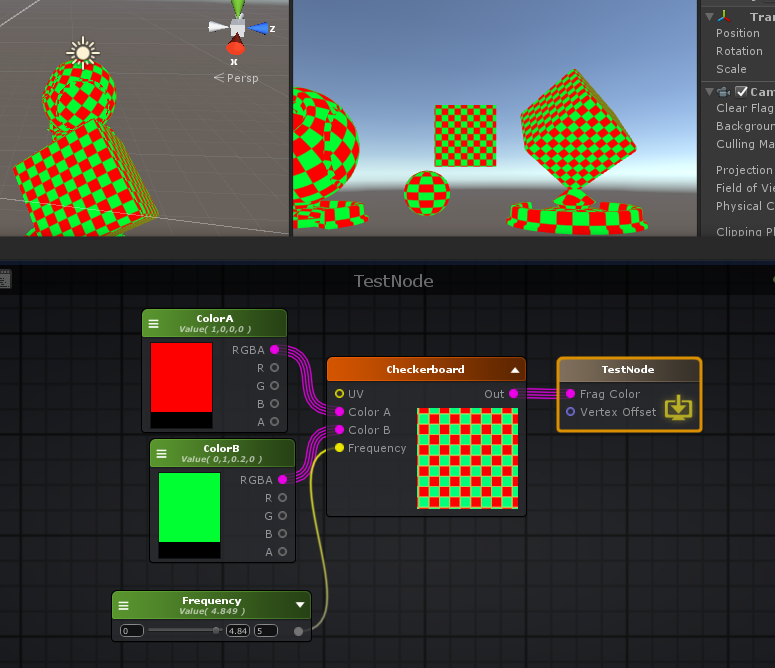 z
x
Persp
Tran
Position
Rotation
Scale
Cam
Clear Flag
Backgroun
Culling Ma
Projection
Field of Vie
Physical C
Clipping Pl
TestNode
ColorA
Value( 1,0,0,0 )
RGBA
R
G
B
A
ColorB
Value( 0,1,0.2,0 )
RGBA
R
G
B
A
Checkerboard
UV
Out
Color A
Color B
Frequency
TestNode
Frag Color
Vertex Offset
Frequency
Value( 4.849 )
0
4.84
5